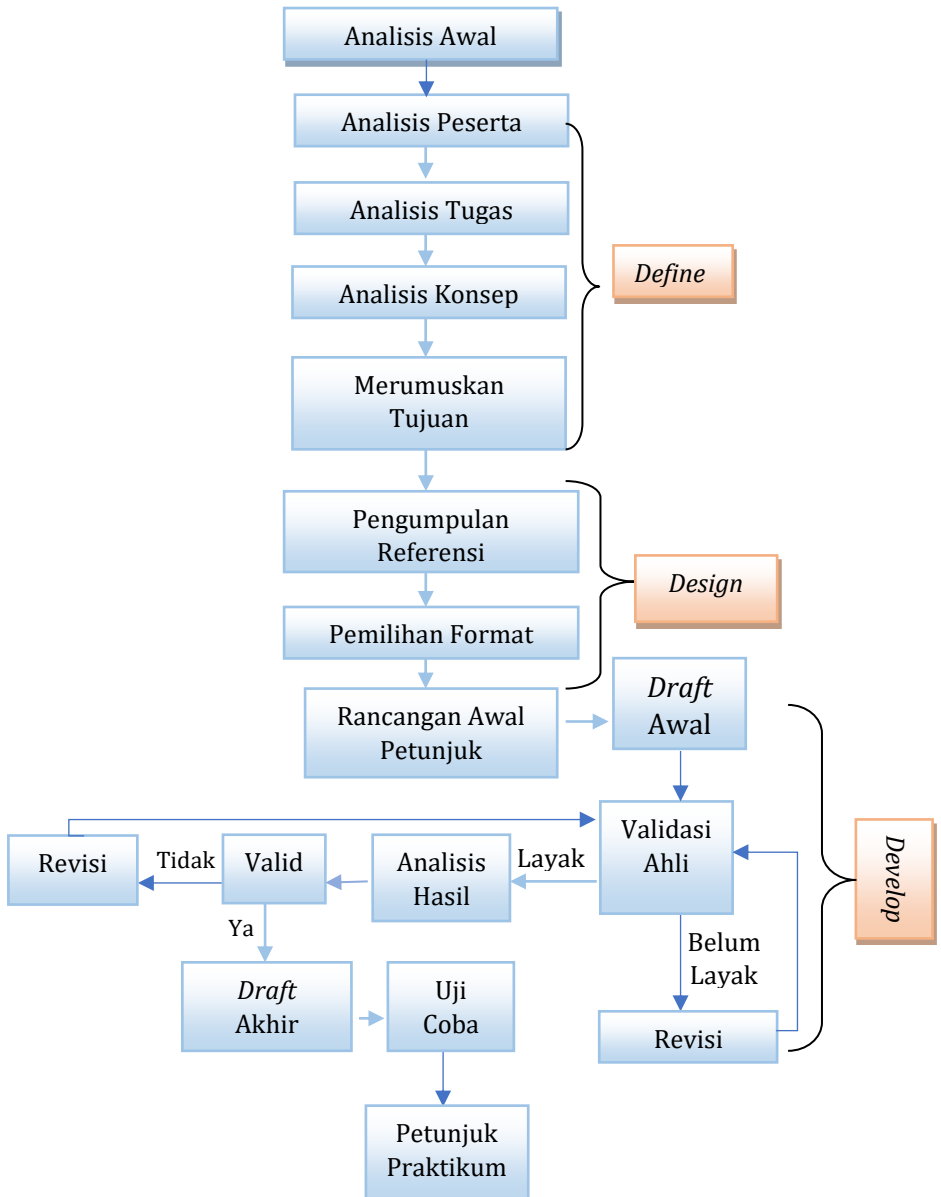 Analisis Awal
Analisis Peserta
Analisis Tugas
Define
Analisis Konsep
Merumuskan
Tujuan
Pengumpulan
Referensi
Design
Pemilihan Format
Rancangan Awal
Petunjuk
Draft
Awal
Validasi
Ahli
Layak
Analisis
Hasil
Valid
Tidak
Revisi
Develop
Ya
Belum
Layak
Revisi
Draft
Akhir
Uji
Coba
Petunjuk
Praktikum